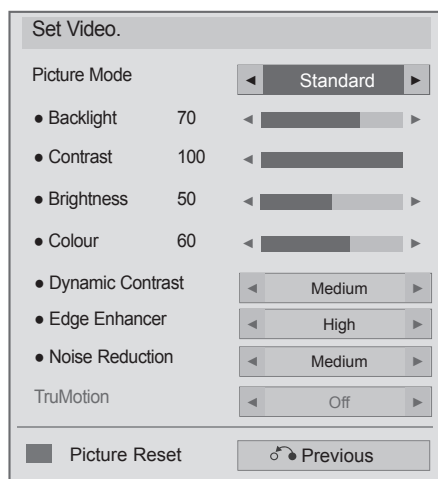 Set Video.
Picture Mode ◄ Standard ►
● Backlight 70 ◄ ►
● Contrast 100 ◄
● Brightness 50 ◄ ►
● Colour 60 ◄ ►
● Dynamic Contrast ◄ Medium ►
● Edge Enhancer ◄ High ►
● Noise Reduction ◄ Medium ►
TruMotion ◄ Off ►
Picture Reset Previous